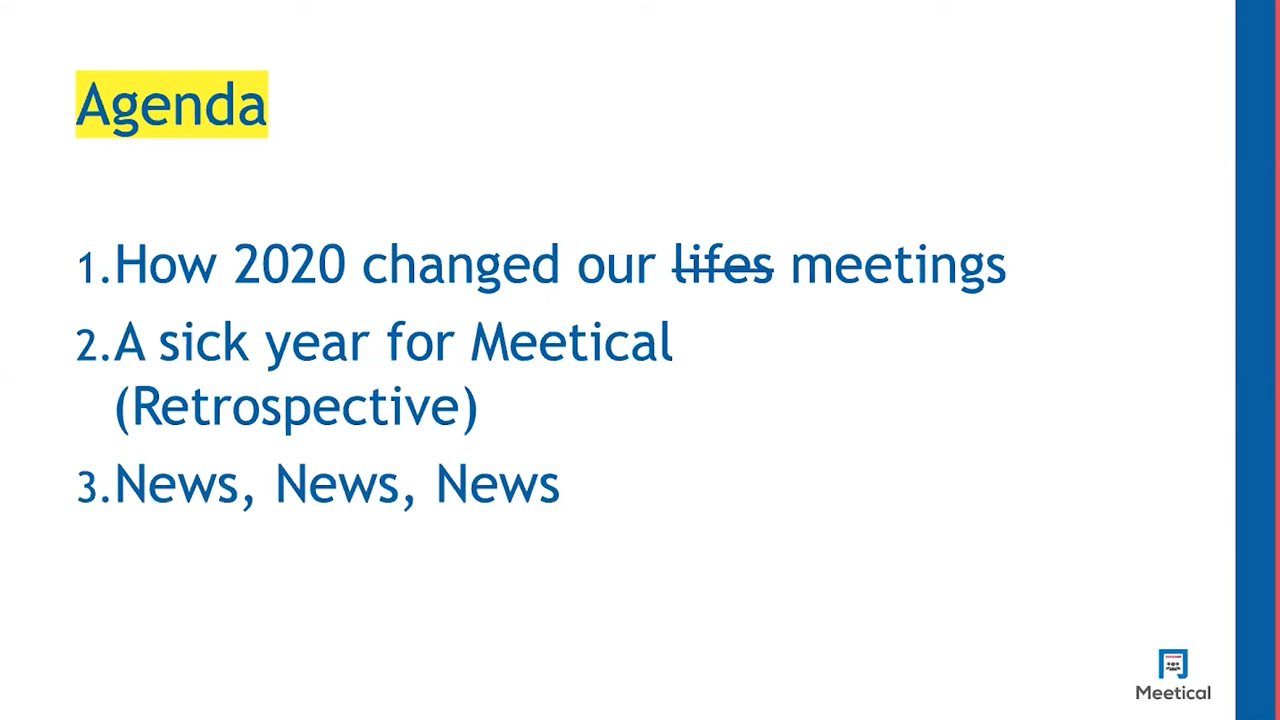 Agenda
1.How 2020 changed our lifes meetings
2.A sick year for Meetical
(Retrospective)
3.News, News, News
Meetical